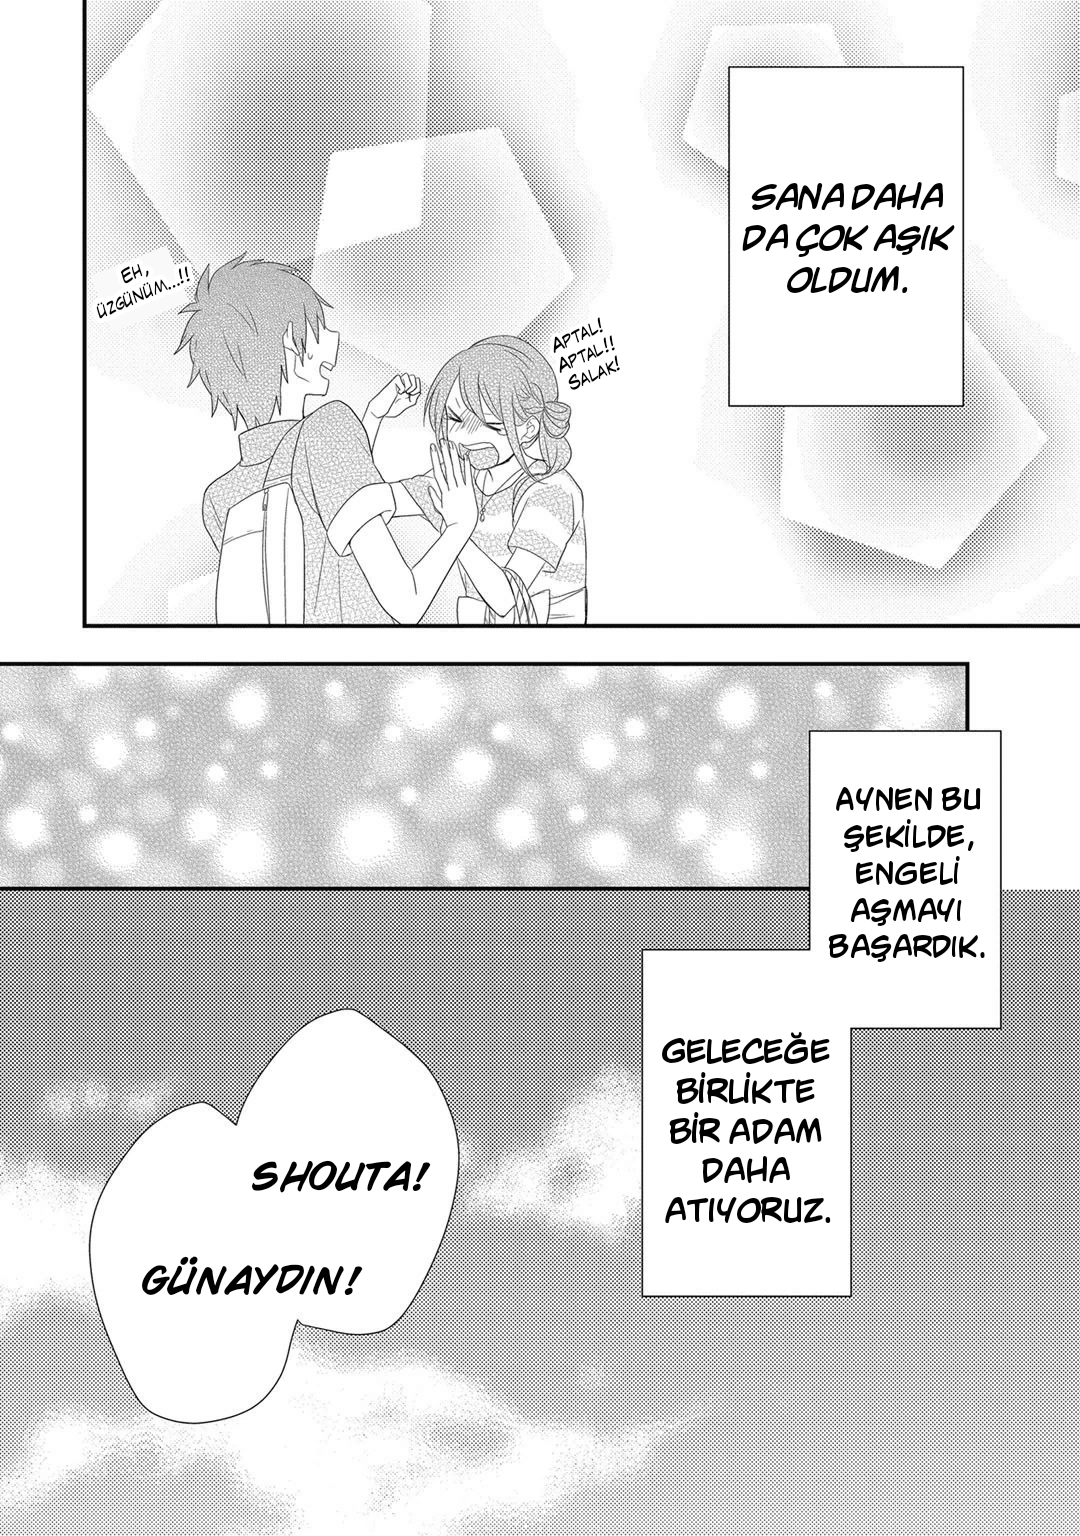 SANA DAHA
DA ÇOK AŞIK
OLDUM.
APTAL!
APTAL!!
SALAK!
EH,
ÜZGÜNÜM...!!
AYNEN BU
ŞEKİLDE,
ENGELİ
AŞMAYI
BAŞARDIK.
GELECEĞE
BİRLİKTE
BİR ADAM
DAHA
ATIYORUZ.
SHOUTA!
GÜNAYDIN!